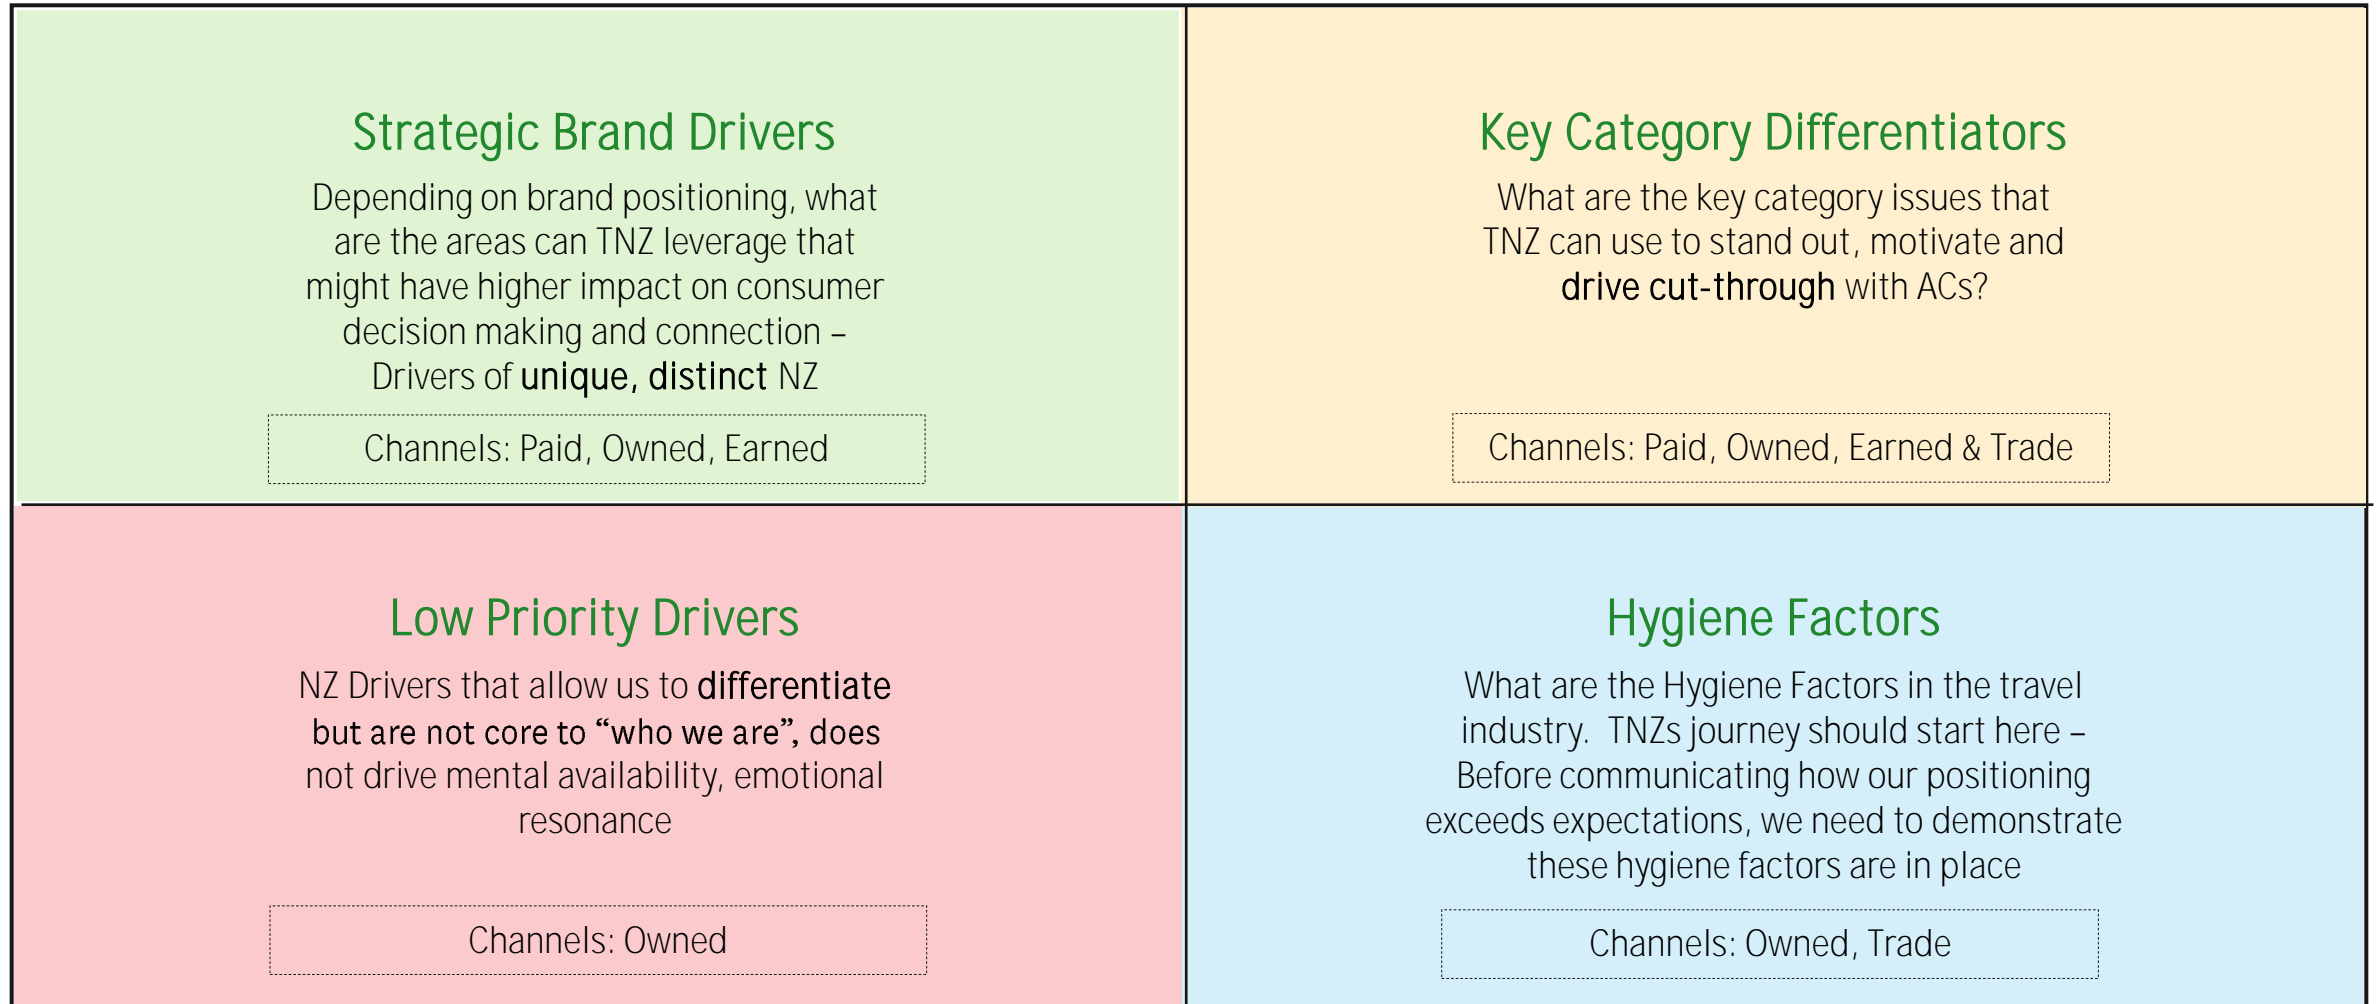 Strategic Brand Drivers
Depending on brand positioning, what
are the areas can TNZ leverage that
might have higher impact on consumer
decision making and connection –
Drivers of unique, distinct NZ
Channels: Paid, Owned, Earned
Key Category Differentiators
What are the key category issues that
TNZ can use to stand out, motivate and
drive cut-through with ACs?
Channels: Paid, Owned, Earned & Trade
Low Priority Drivers
NZ Drivers that allow us to differentiate
but are not core to “who we are”, does
not drive mental availability, emotional
resonance
Channels: Owned
Hygiene Factors
What are the Hygiene Factors in the travel
industry.  TNZs journey should start here –
Before communicating how our positioning
exceeds expectations, we need to demonstrate
these hygiene factors are in place
Channels: Owned, Trade